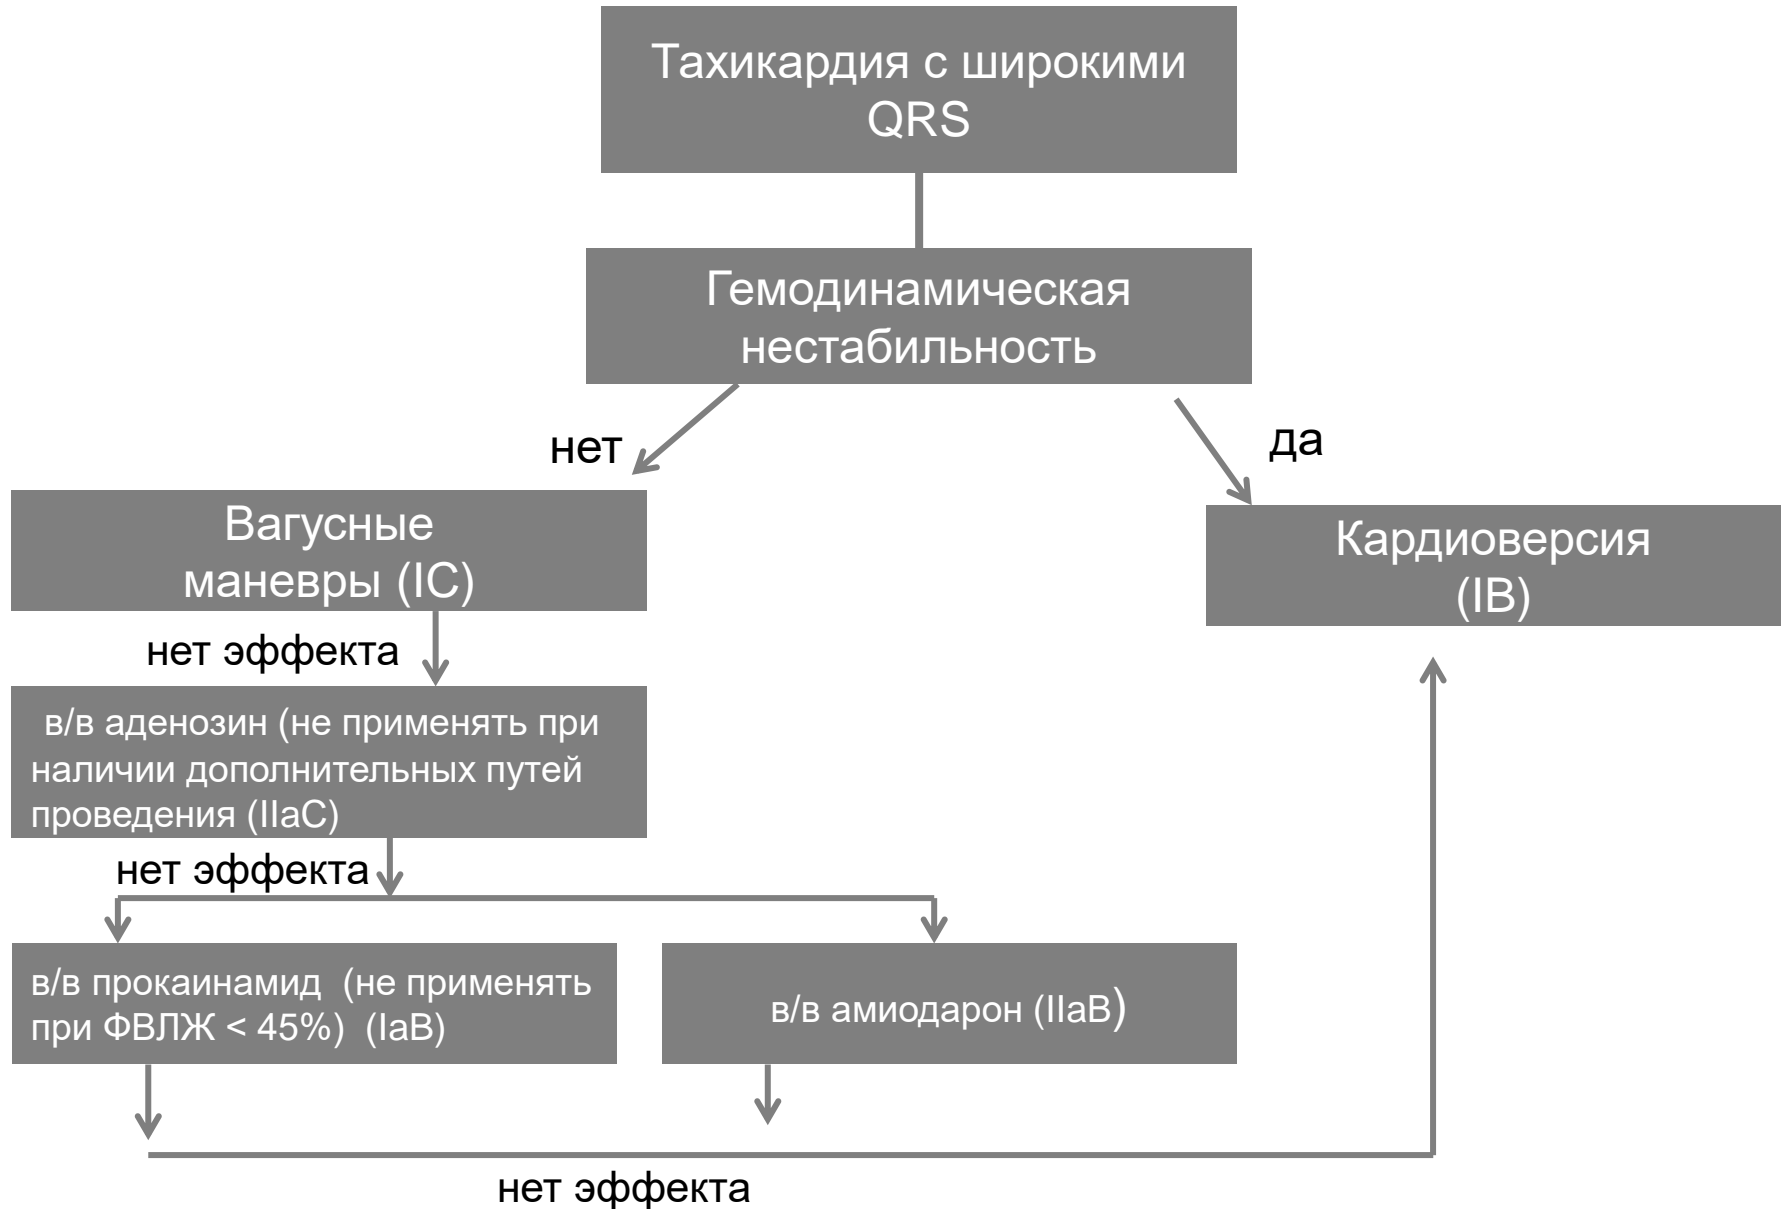 Тахикардия с широкими
QRS
Гемодинамическая
нестабильность
нет
да
Вагусные
маневры (IC)
Кардиоверсия
(IB)
нет эффекта
в/в аденозин (не применять при
наличии дополнительных путей
проведения (IIaC)
нет эффекта
в/в прокаинамид (не применять
при ФВЛЖ < 45%) (IaB)
в/в амиодарон (IIaB)
нет эффекта